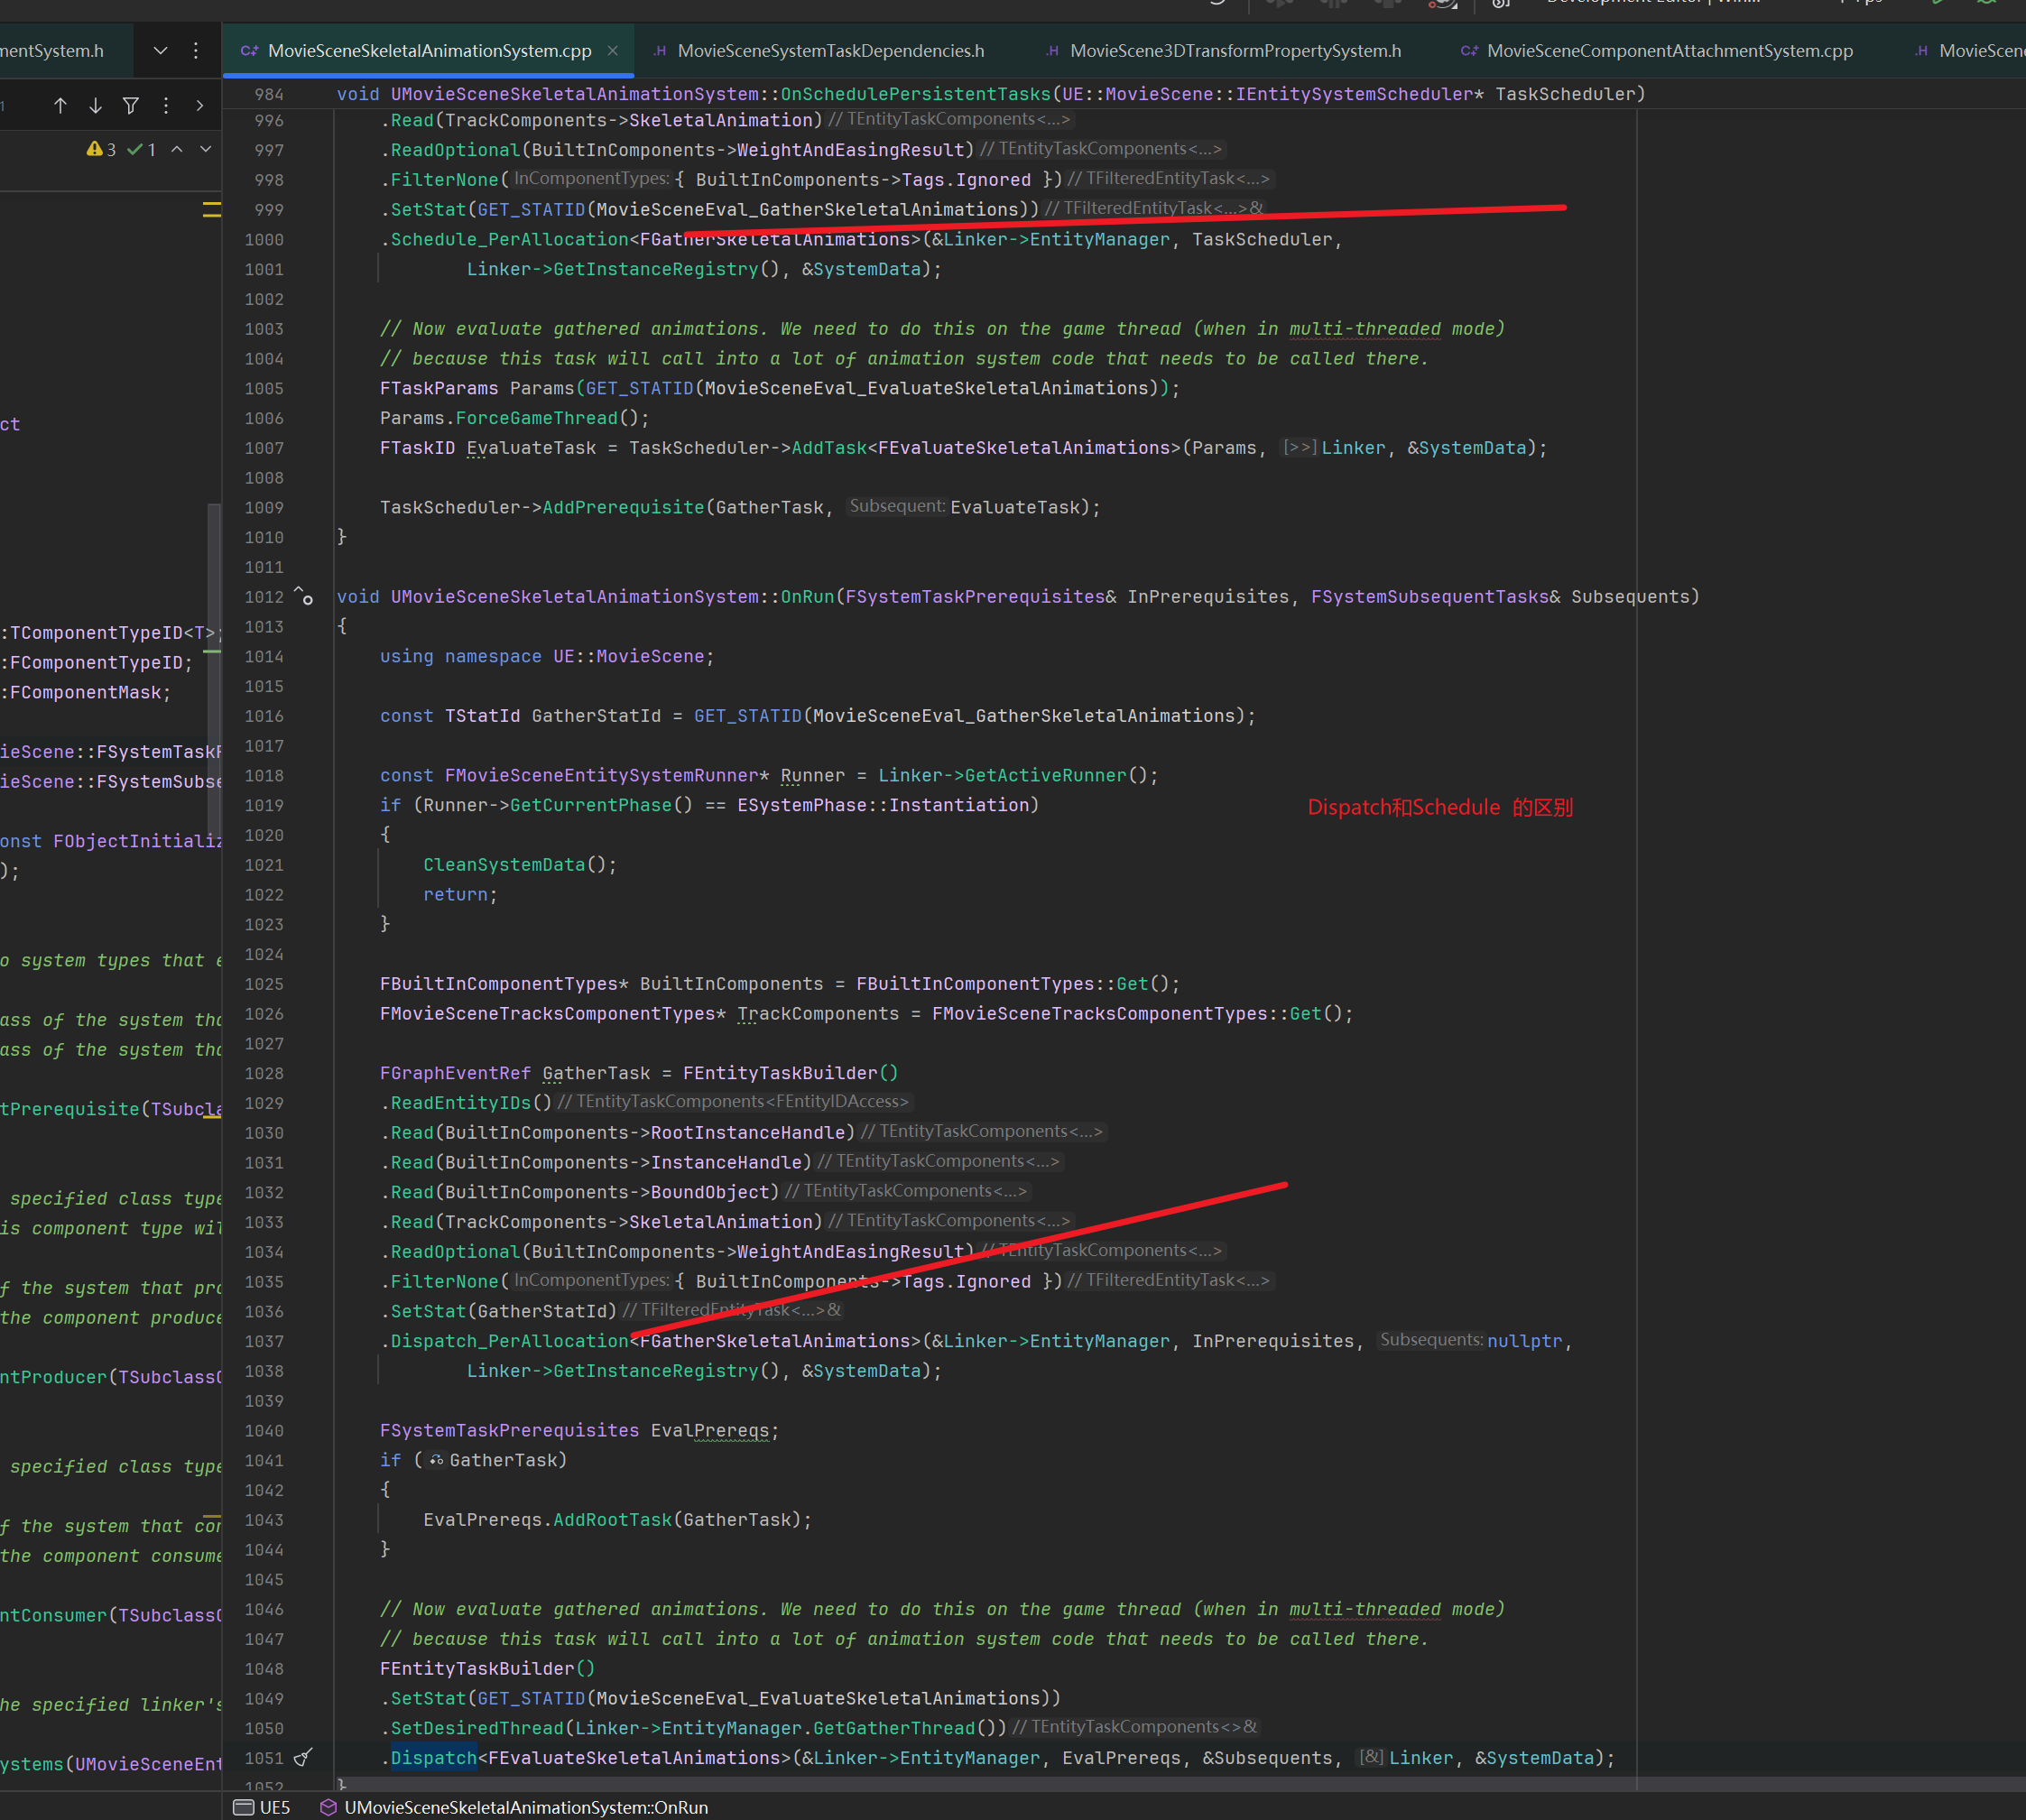 Development Editor | Win...
mentSystem.h
MovieSceneSkeletalAnimationSystem.cpp
MovieSceneSystemTaskDependencies.h
MovieScene3DTransformPropertySystem.h
MovieSceneComponentAttachmentSystem.cpp
MovieScene
3 1
984 void UMovieSceneSkeletalAnimationSystem::OnSchedulePersistentTasks(UE::MovieScene::IEntitySystemScheduler* TaskScheduler)
996 .Read(TrackComponents->SkeletalAnimation) // TEntityTaskComponents<...>
997 .ReadOptional(BuiltInComponents->WeightAndEasingResult) // TEntityTaskComponents<...>
998 .FilterNone( InComponentTypes: { BuiltInComponents->Tags.Ignored }) // TFilteredEntityTask<...>
999 .SetStat(GET_STATID(MovieSceneEval_GatherSkeletalAnimations)) // TFilteredEntityTask<...>&
1000 .Schedule_PerAllocation<FGatherSkeletalAnimations>(&Linker->EntityManager, TaskScheduler,
1001 Linker->GetInstanceRegistry(), &SystemData);
1002
1003 // Now evaluate gathered animations. We need to do this on the game thread (when in multi-threaded mode)
1004 // because this task will call into a lot of animation system code that needs to be called there.
1005 FTaskParams Params(GET_STATID(MovieSceneEval_EvaluateSkeletalAnimations));
1006 Params.ForceGameThread();
1007 FTaskID EvaluateTask = TaskScheduler->AddTask<FEvaluateSkeletalAnimations>(Params, [>>] Linker, &SystemData);
1008
1009 TaskScheduler->AddPrerequisite(GatherTask, Subsequent: EvaluateTask);
1010 }
1011
1012 void UMovieSceneSkeletalAnimationSystem::OnRun(FSystemTaskPrerequisites& InPrerequisites, FSystemSubsequentTasks& Subsequents)
1013 {
1014 using namespace UE::MovieScene;
1015
1016 const TStatId GatherStatId = GET_STATID(MovieSceneEval_GatherSkeletalAnimations);
1017
1018 const FMovieSceneEntitySystemRunner* Runner = Linker->GetActiveRunner();
1019 if (Runner->GetCurrentPhase() == ESystemPhase::Instantiation)
Dispatch和Schedule 的区别
1020 {
1021 CleanSystemData();
1022 return;
1023 }
1024
1025 FBuiltInComponentTypes* BuiltInComponents = FBuiltInComponentTypes::Get();
1026 FMovieSceneTracksComponentTypes* TrackComponents = FMovieSceneTracksComponentTypes::Get();
1027
1028 FGraphEventRef GatherTask = FEntityTaskBuilder()
1029 .ReadEntityIDs() // TEntityTaskComponents<FEntityIDAccess>
1030 .Read(BuiltInComponents->RootInstanceHandle) // TEntityTaskComponents<...>
1031 .Read(BuiltInComponents->InstanceHandle) // TEntityTaskComponents<...>
1032 .Read(BuiltInComponents->BoundObject) // TEntityTaskComponents<...>
1033 .Read(TrackComponents->SkeletalAnimation) // TEntityTaskComponents<...>
1034 .ReadOptional(BuiltInComponents->WeightAndEasingResult) // TEntityTaskComponents<...>
1035 .FilterNone( InComponentTypes: { BuiltInComponents->Tags.Ignored }) // TFilteredEntityTask<...>
1036 .SetStat(GatherStatId) // TFilteredEntityTask<...>&
1037 .Dispatch_PerAllocation<FGatherSkeletalAnimations>(&Linker->EntityManager, InPrerequisites, Subsequents: nullptr,
1038 Linker->GetInstanceRegistry(), &SystemData);
1039
1040 FSystemTaskPrerequisites EvalPrereqs;
1041 if (GatherTask)
1042 {
1043 EvalPrereqs.AddRootTask(GatherTask);
1044 }
1045
1046 // Now evaluate gathered animations. We need to do this on the game thread (when in multi-threaded mode)
1047 // because this task will call into a lot of animation system code that needs to be called there.
1048 FEntityTaskBuilder()
1049 .SetStat(GET_STATID(MovieSceneEval_EvaluateSkeletalAnimations))
1050 .SetDesiredThread(Linker->EntityManager.GetGatherThread()) // TEntityTaskComponents<>&
1051 .Dispatch<FEvaluateSkeletalAnimations>(&Linker->EntityManager, EvalPrereqs, &Subsequents, [&] Linker, &SystemData);
1052 }
ct
:TComponentTypeID<T>;
:FComponentTypeID;
:FComponentMask;
ieScene::FSystemTask
ieScene::FSystemSubse
onst FObjectInitializ
);
o system types that
ass of the system tha
ass of the system tha
tPrerequisite(TSubcla
specified class type
is component type wil
f the system that pro
the component produce
ntProducer(TSubclass
specified class type
f the system that con
the component consume
ntConsumer(TSubclass
he specified linker's
ystems(UMovieSceneEnt
UE5 UMovieSceneSkeletalAnimationSystem::OnRun